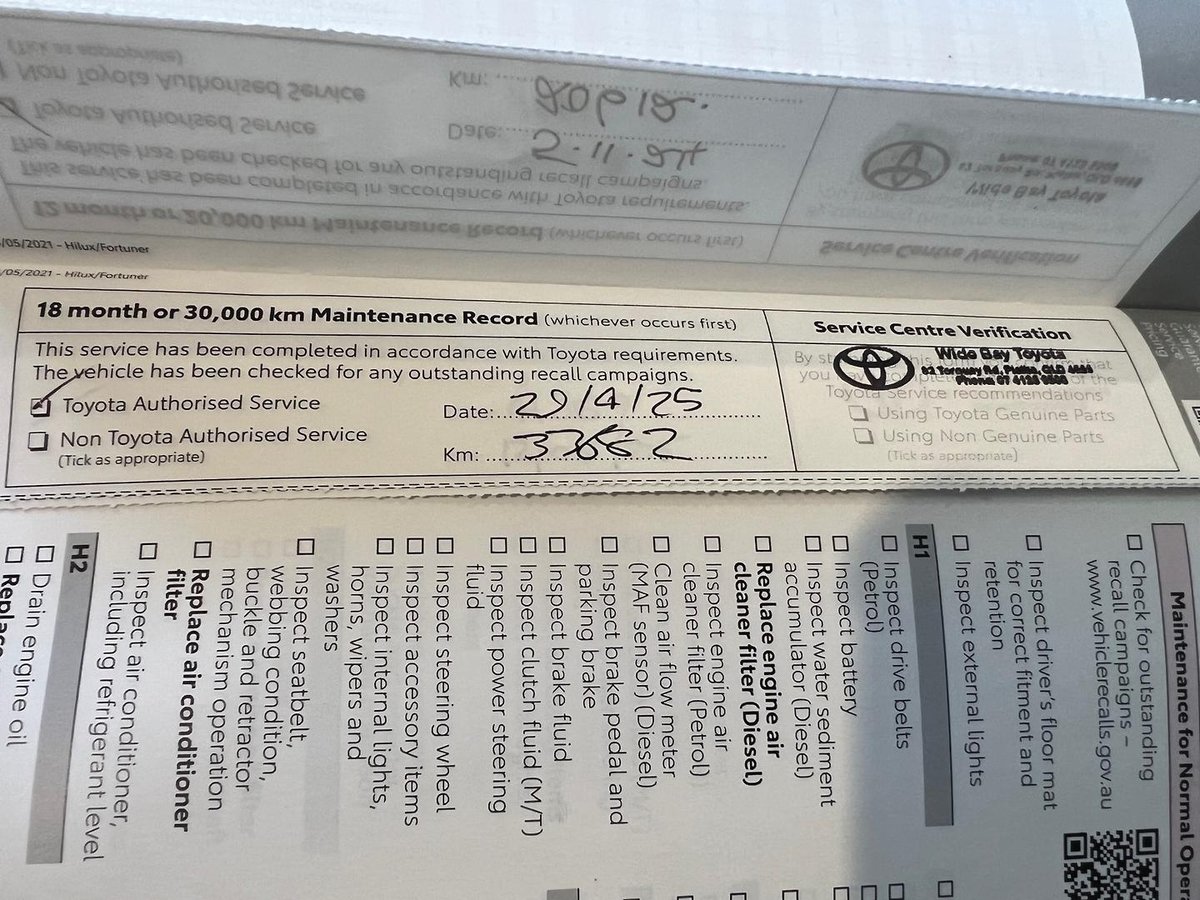 12 month or 20,000 km Maintenance Record (whichever occurs first)
This service has been completed in accordance with Toyota requirements.
The vehicle has been checked for any outstanding recall campaigns.
Toyota Authorised Service
Date:
Non Toyota Authorised Service
Km:
(Tick as appropriate)
Service Centre Verification
Wide Bay Toyota
/05/2021 - Hilux/Fortuner
/05/2021 - Hilux/Fortuner
18 month or 30,000 km Maintenance Record (whichever occurs first)
This service has been completed in accordance with Toyota requirements.
The vehicle has been checked for any outstanding recall campaigns.
Toyota Authorised Service
Date: 29/4/25
Non Toyota Authorised Service
Km: 33682
(Tick as appropriate)
Service Centre Verification
Wide Bay Toyota
Toyota service recommendations
Using Toyota Genuine Parts
Using Non Genuine Parts
(Tick as appropriate)
Maintenance for Normal
Check for outstanding
recall campaigns –
www.vehiclerecalls.gov.au
Inspect driver's floor mat
for correct fitment and
retention
Inspect external lights
H1
Inspect drive belts
(Petrol)
Inspect battery
Inspect water sediment
accumulator (Diesel)
Replace engine air
cleaner filter (Diesel)
Inspect engine air
cleaner filter (Petrol)
Clean air flow meter
(MAF sensor) (Diesel)
Inspect brake pedal and
parking brake
Inspect brake fluid
Inspect clutch fluid (M/T)
Inspect power steering
fluid
Inspect steering wheel
Inspect accessory items
Inspect internal lights,
horns, wipers and
washers
Inspect seatbelt,
webbing condition,
buckle and retractor
mechanism operation
Replace air conditioner
filter
Inspect air conditioner,
including refrigerant level
H2
Drain engine oil
Replace